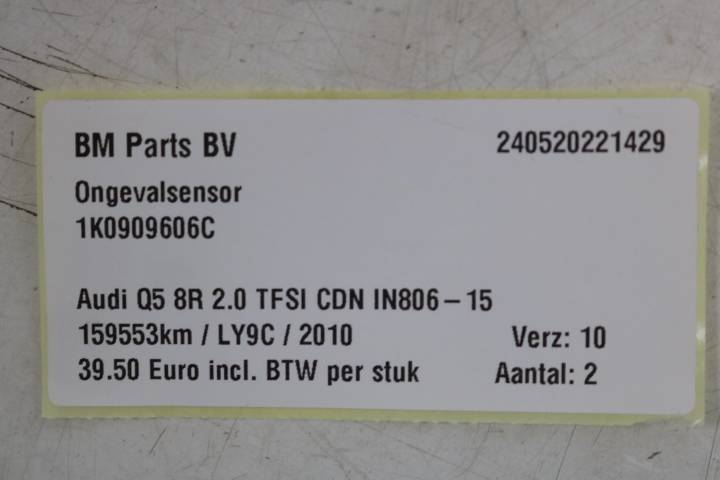 BM Parts BV 240520221429
Ongevalsensor
1K0909606C
Audi Q5 8R 2.0 TFSI CDN IN806-15
159553km / LY9C / 2010 Verz: 10
39.50 Euro incl. BTW per stuk Aantal: 2